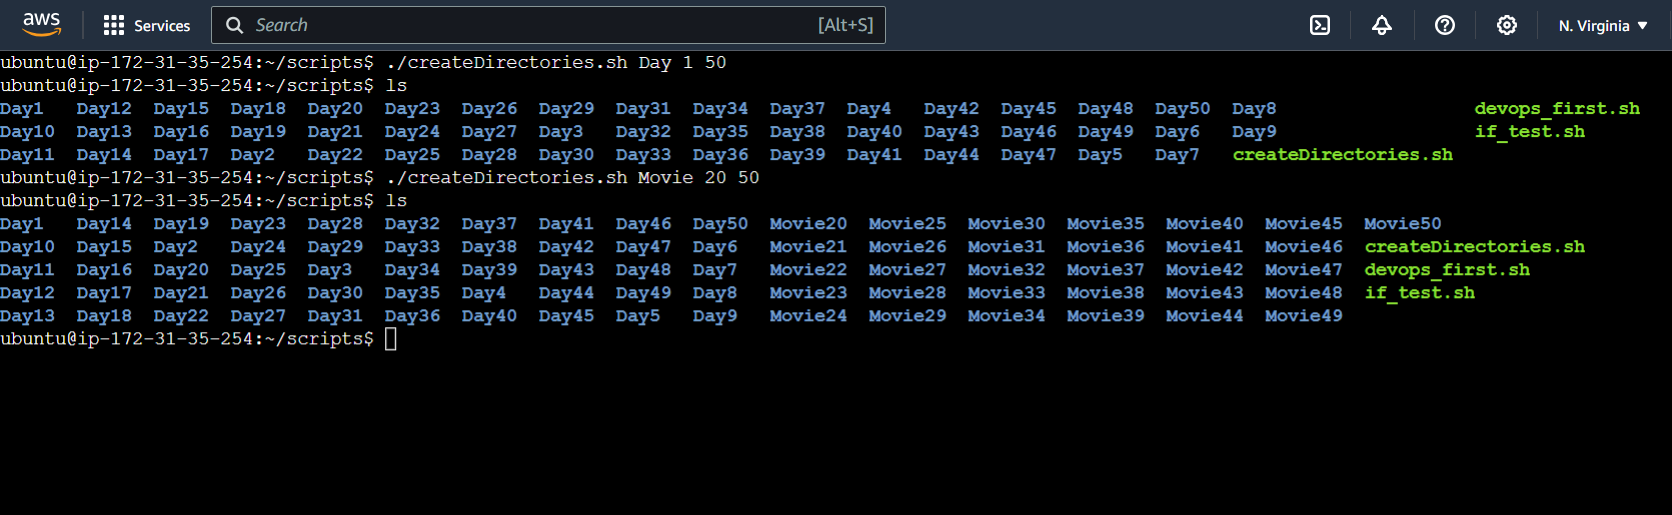 aws Services Search [Alt+S] N. Virginia
ubuntu@ip-172-31-35-254:~/scripts$ ./createDirectories.sh Day 1 50
ubuntu@ip-172-31-35-254:~/scripts$ ls
Day1 Day12 Day15 Day18 Day20 Day23 Day26 Day29 Day31 Day34 Day37 Day4 Day42 Day45 Day48 Day50 Day8 devops_first.sh
Day10 Day13 Day16 Day19 Day21 Day24 Day27 Day3 Day32 Day35 Day38 Day40 Day43 Day46 Day49 Day6 Day9 if_test.sh
Day11 Day14 Day17 Day2 Day22 Day25 Day28 Day30 Day33 Day36 Day39 Day41 Day44 Day47 Day5 Day7 createDirectories.sh
ubuntu@ip-172-31-35-254:~/scripts$ ./createDirectories.sh Movie 20 50
ubuntu@ip-172-31-35-254:~/scripts$ ls
Day1 Day14 Day19 Day23 Day28 Day32 Day37 Day41 Day46 Day50 Movie20 Movie25 Movie30 Movie35 Movie40 Movie45 Movie50
Day10 Day15 Day2 Day24 Day29 Day33 Day38 Day42 Day47 Day6 Movie21 Movie26 Movie31 Movie36 Movie41 Movie46 createDirectories.sh
Day11 Day16 Day20 Day25 Day3 Day34 Day39 Day43 Day48 Day7 Movie22 Movie27 Movie32 Movie37 Movie42 Movie47 devops_first.sh
Day12 Day17 Day21 Day26 Day30 Day35 Day4 Day44 Day49 Day8 Movie23 Movie28 Movie33 Movie38 Movie43 Movie48 if_test.sh
Day13 Day18 Day22 Day27 Day31 Day36 Day40 Day45 Day5 Day9 Movie24 Movie29 Movie34 Movie39 Movie44 Movie49
ubuntu@ip-172-31-35-254:~/scripts$